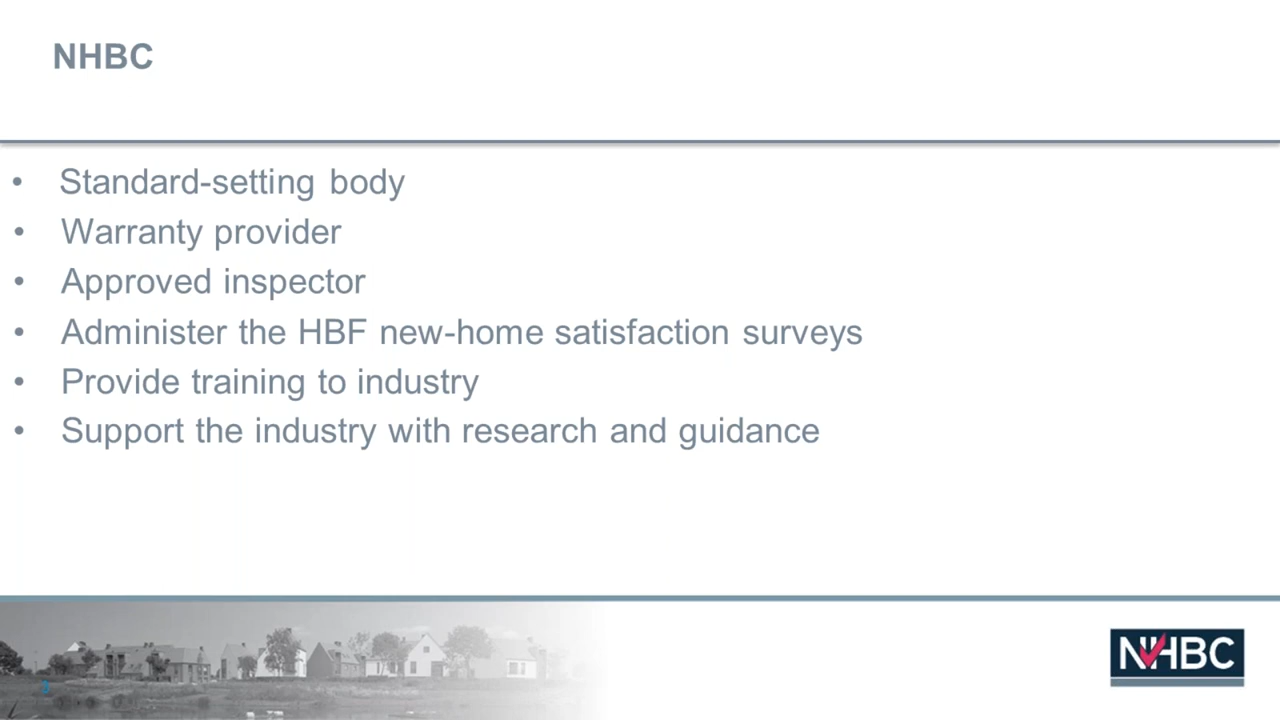 NHBC
• Standard-setting body
• Warranty provider
• Approved inspector
• Administer the HBF new-home satisfaction surveys
• Provide training to industry
• Support the industry with research and guidance
NHBC